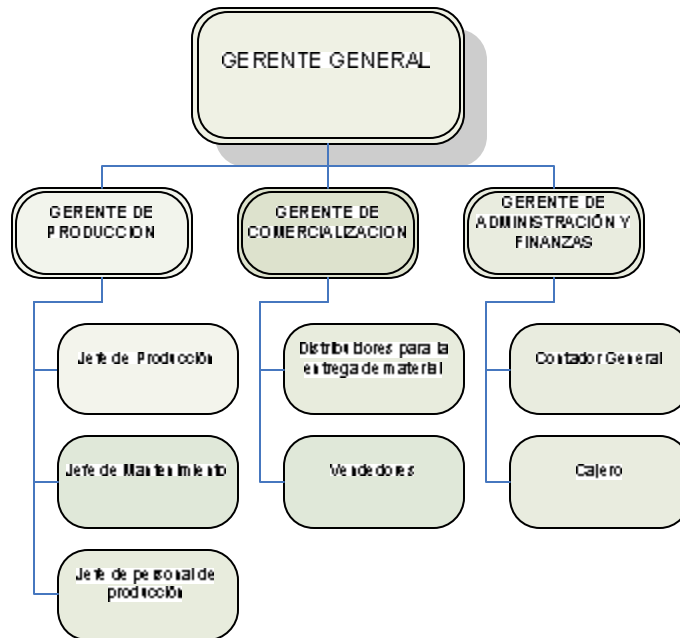 GERENTE GENERAL
GERENTE DE
PRODUCCION
GERENTE DE
COMERCIALIZACION
GERENTE DE
ADMINISTRACIÓN Y
FINANZAS
Jefe de Producción
Distribuidores para la
entrega de material
Contador General
Jefe de Mantenimiento
Vendedores
Cajero
Jefe de personal de
producción